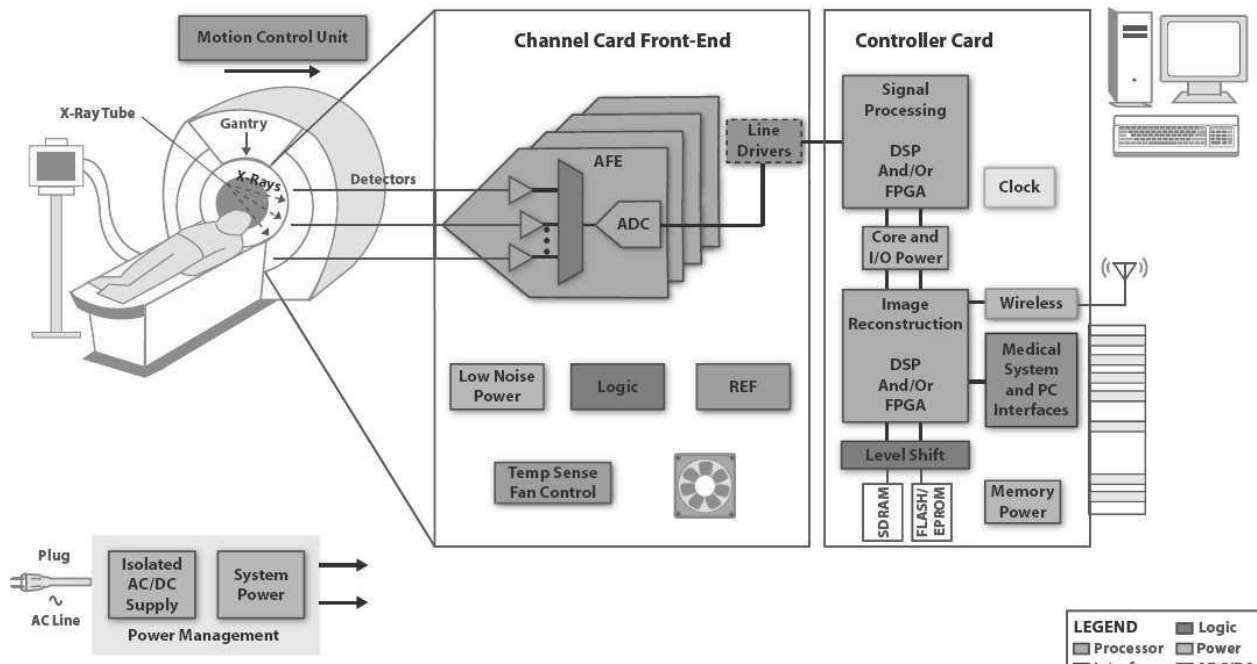 Motion Control Unit
X-Ray Tube
Gantry
X-Rays
Detectors
Channel Card Front-End
AFE
ADC
Line
Drivers
Low Noise
Power
Logic
REF
Temp Sense
Fan Control
Controller Card
Signal
Processing
DSP
And/Or
FPGA
Clock
Core and
I/O Power
Image
Reconstruction
DSP
And/Or
FPGA
Wireless
Medical
System
and PC
Interfaces
Level Shift
SDRAM
FLASH/
EPROM
Memory
Power
Plug
AC Line
Isolated
AC/DC
Supply
System
Power
Power Management
LEGEND
Logic
Processor
Power